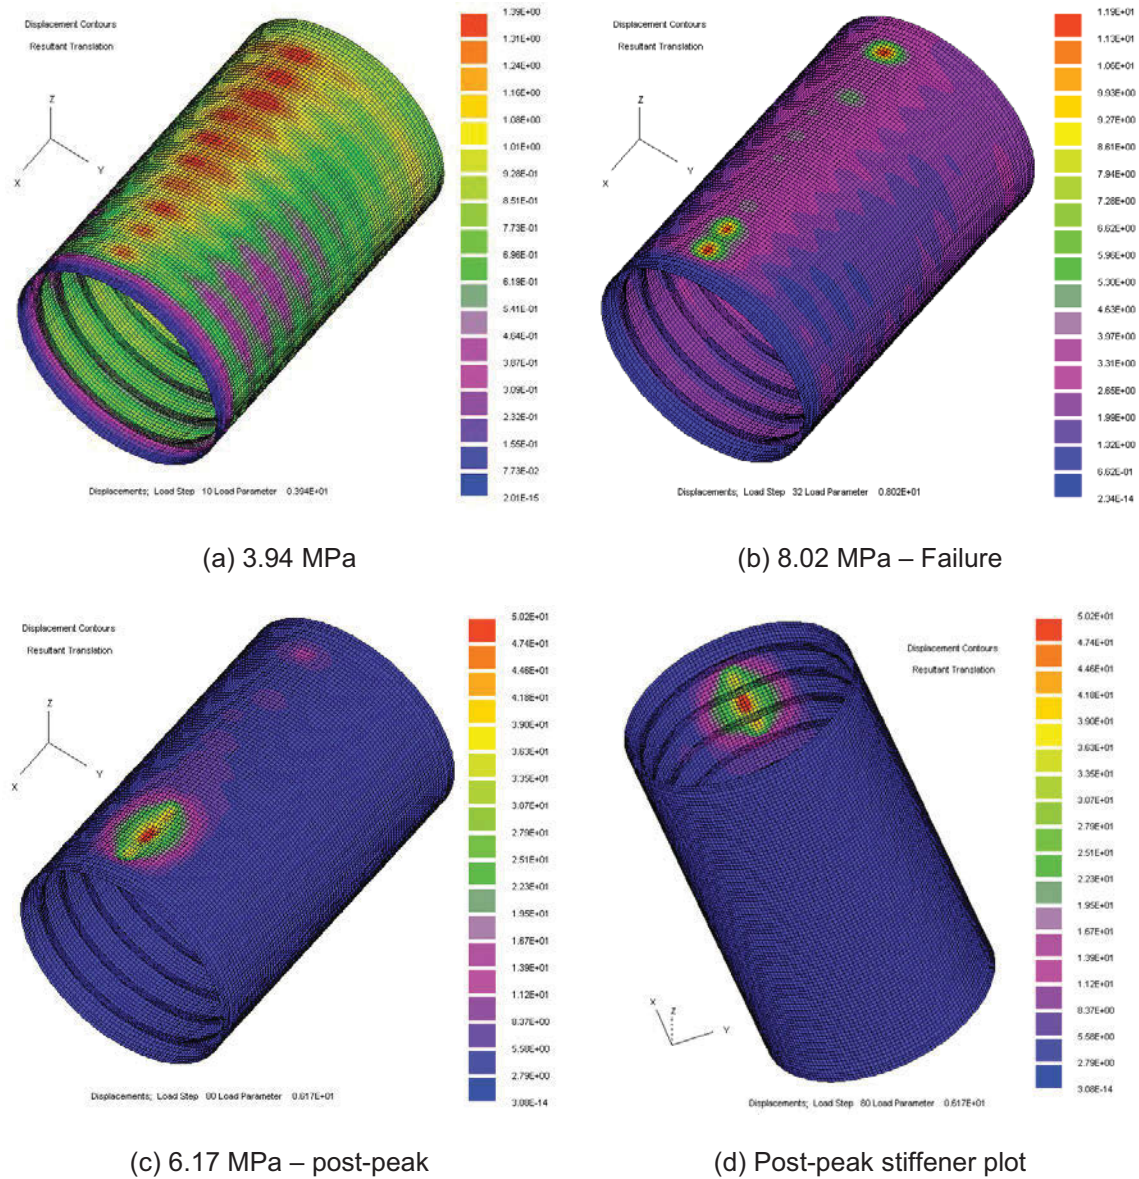 Displacement Contours
Resultant Translation
Z
X
Y
1.39E+00
1.31E+00
1.24E+00
1.16E+00
1.08E+00
1.01E+00
9.28E-01
8.51E-01
7.73E-01
6.96E-01
6.19E-01
5.41E-01
4.64E-01
3.87E-01
3.09E-01
2.32E-01
1.55E-01
7.73E-02
2.01E-15
Displacements; Load Step 10 Load Parameter 0.394E+01
(a) 3.94 MPa
Displacement Contours
Resultant Translation
Z
X
Y
1.19E+01
1.13E+01
1.06E+01
9.93E+00
9.27E+00
8.61E+00
7.94E+00
7.28E+00
6.62E+00
5.96E+00
5.30E+00
4.63E+00
3.97E+00
3.31E+00
2.65E+00
1.99E+00
1.32E+00
6.62E-01
2.34E-14
Displacements; Load Step 32 Load Parameter 0.802E+01
(b) 8.02 MPa – Failure
Displacement Contours
Resultant Translation
Z
X
Y
5.02E+01
4.74E+01
4.46E+01
4.18E+01
3.90E+01
3.63E+01
3.35E+01
3.07E+01
2.79E+01
2.51E+01
2.23E+01
1.95E+01
1.67E+01
1.39E+01
1.12E+01
8.37E+00
5.58E+00
2.79E+00
3.08E-14
Displacements; Load Step 80 Load Parameter 0.617E+01
(c) 6.17 MPa – post-peak
Displacement Contours
Resultant Translation
X
Z
Y
5.02E+01
4.74E+01
4.46E+01
4.18E+01
3.90E+01
3.63E+01
3.35E+01
3.07E+01
2.79E+01
2.51E+01
2.23E+01
1.95E+01
1.67E+01
1.39E+01
1.12E+01
8.37E+00
5.58E+00
2.79E+00
3.08E-14
Displacements; Load Step 80 Load Parameter 0.617E+01
(d) Post-peak stiffener plot